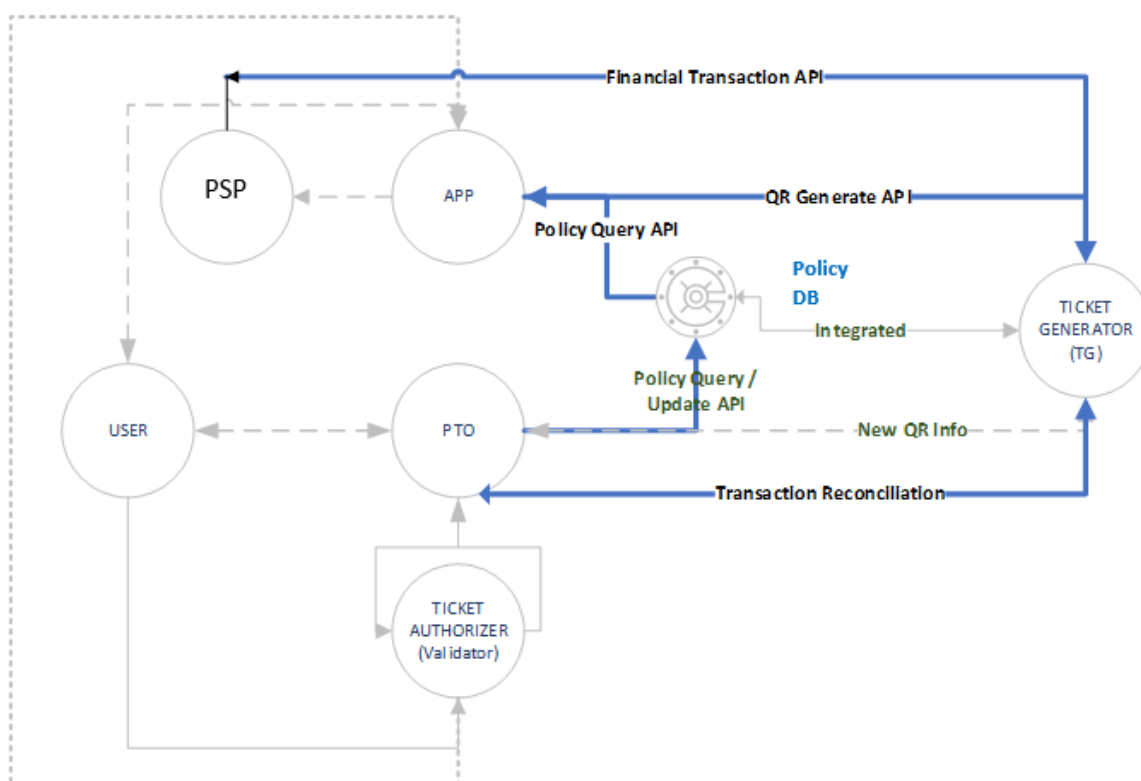 Financial Transaction API
PSP
APP
QR Generate API
Policy Query API
Policy
DB
Integrated
TICKET
GENERATOR
(TG)
Policy Query /
Update API
USER
PTO
New QR Info
Transaction Reconciliation
TICKET
AUTHORIZER
(Validator)